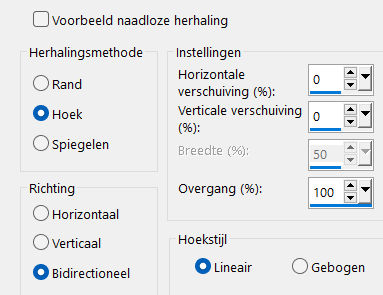 Voorbeeld naadloze herhaling
Herhalingsmethode
Rand
Hoek
Spiegelen
Richting
Horizontaal
Verticaal
Bidirectioneel
Instellingen
Horizontale
verschuiving (%): 0
Verticale verschuiving
(%): 0
Breedte (%): 50
Overgang (%): 100
Hoekstijl
Lineair Gebogen